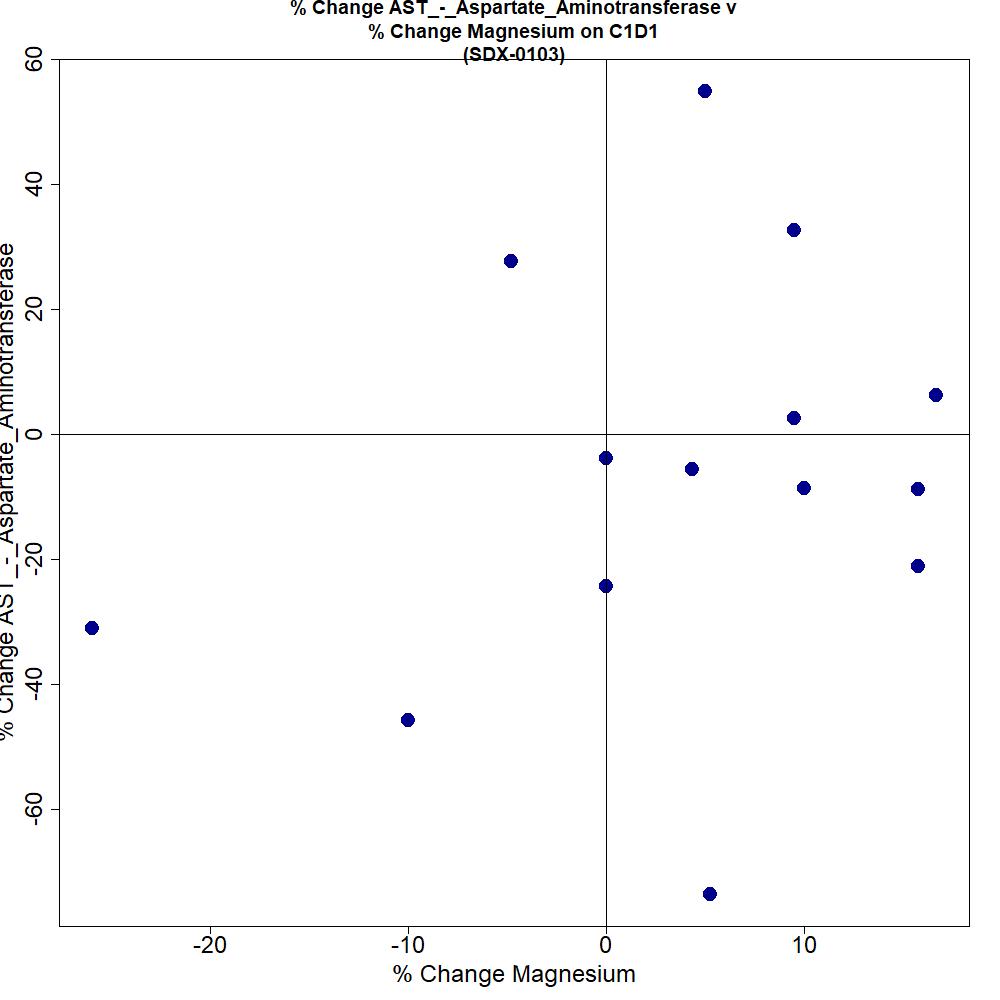 % Change AST_-_Aspartate_Aminotransferase v
% Change Magnesium on C1D1
(SDX-0103)
60
40
20
0
-20
-40
-60
% Change AST_-_Aspartate_Aminotransferase
-20
-10
0
10
% Change Magnesium